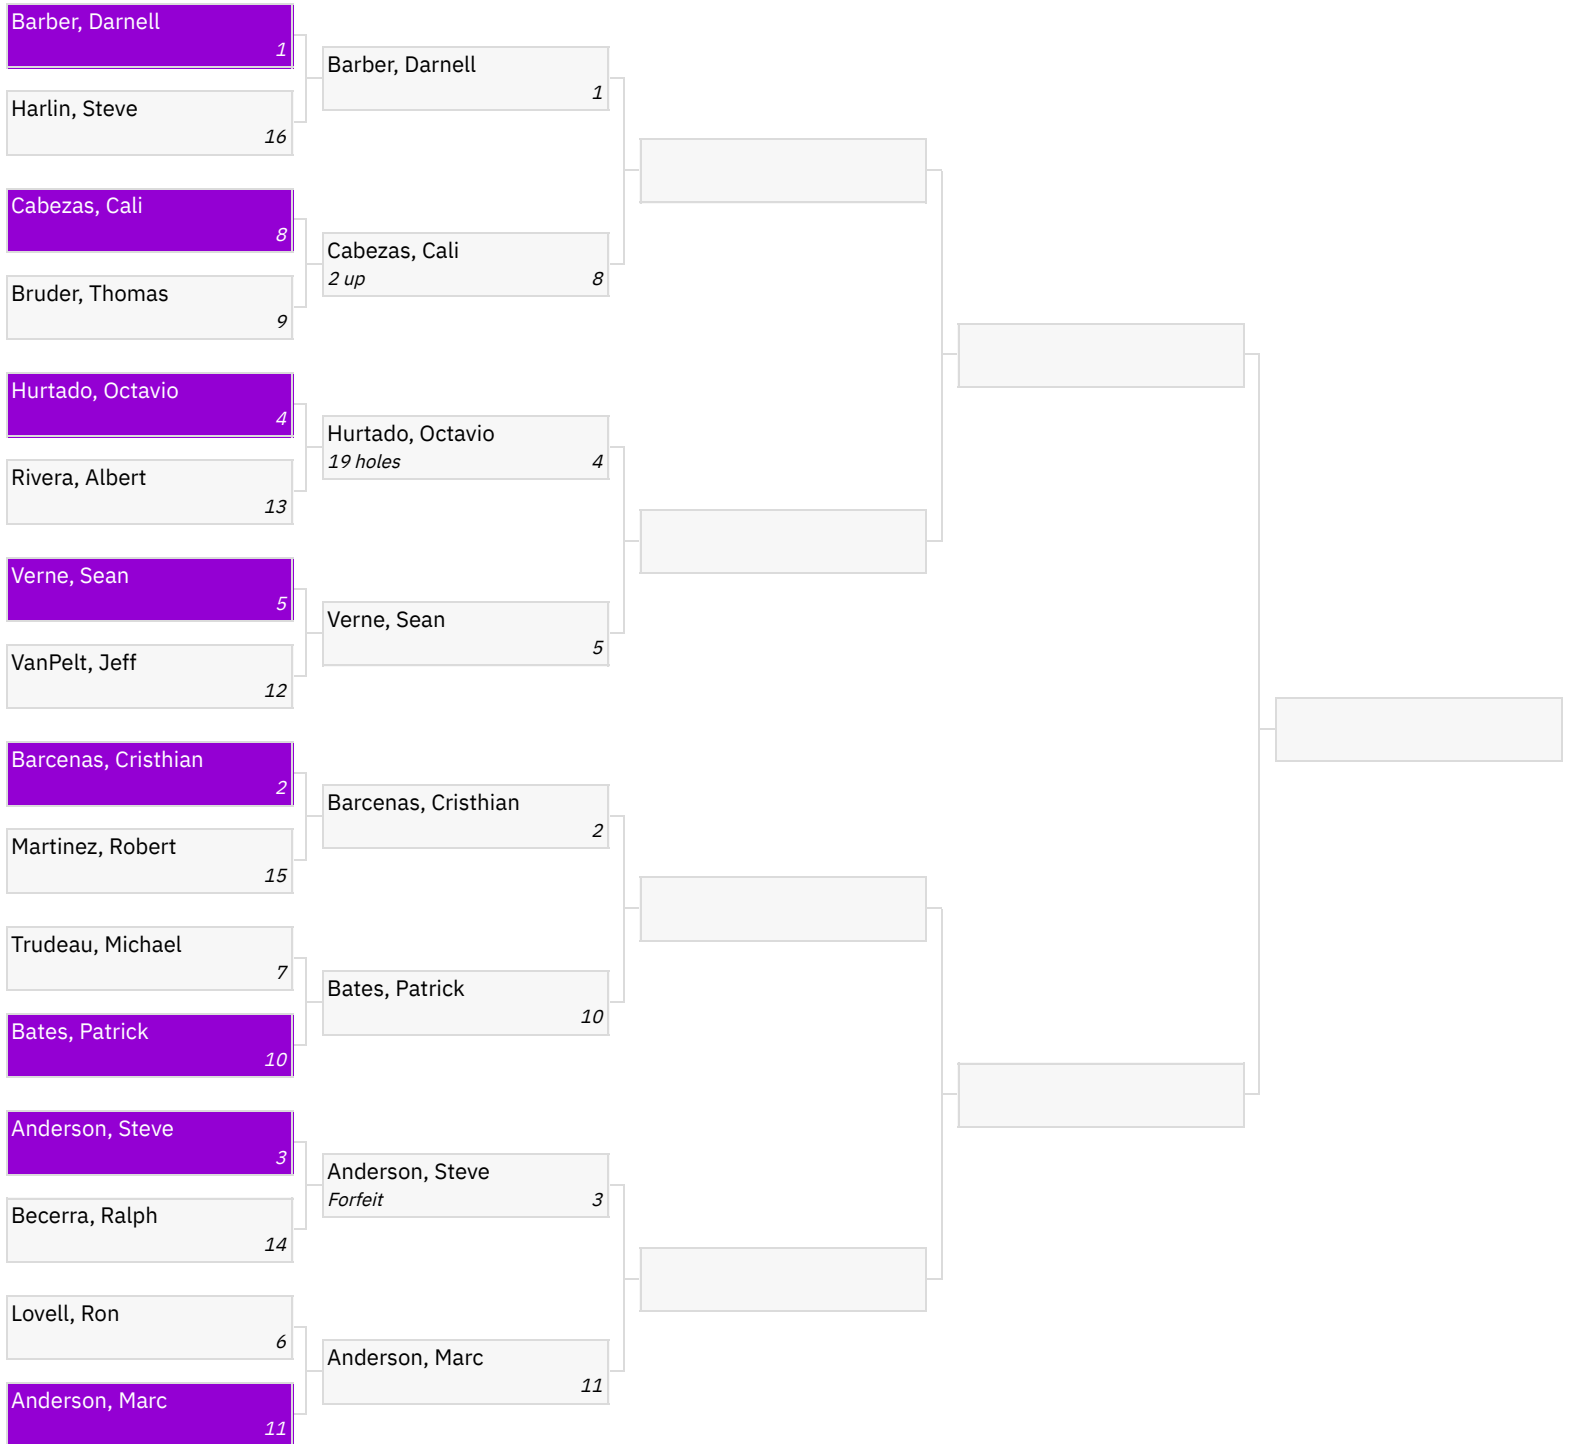 Barber, Darnell
1
Harlin, Steve
16
Cabezas, Cali
8
Bruder, Thomas
9
Hurtado, Octavio
4
Rivera, Albert
13
Verne, Sean
5
VanPelt, Jeff
12
Barcenas, Cristhian
2
Martinez, Robert
15
Trudeau, Michael
7
Bates, Patrick
10
Anderson, Steve
3
Becerra, Ralph
14
Lovell, Ron
6
Anderson, Marc
11
Barber, Darnell
1
Cabezas, Cali
2 up 8
Hurtado, Octavio
19 holes 4
Verne, Sean
5
Barcenas, Cristhian
2
Bates, Patrick
10
Anderson, Steve
Forfeit 3
Anderson, Marc
11